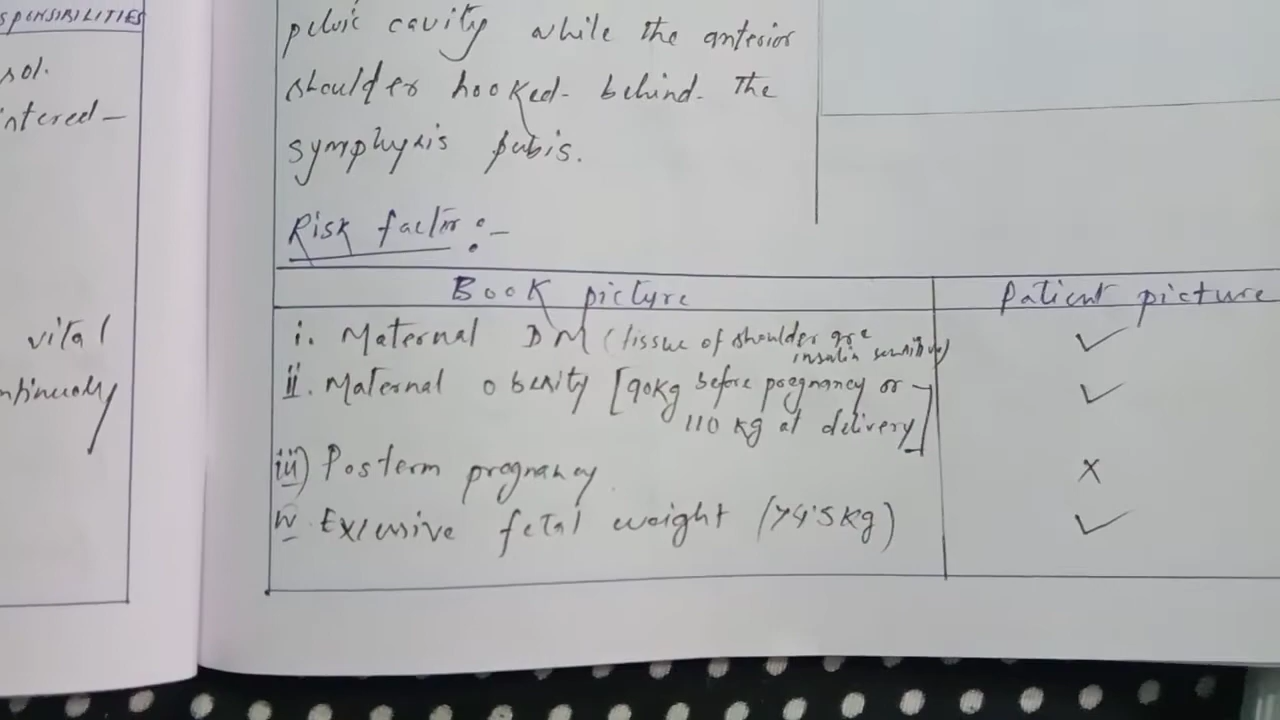 SPONSIBILITIES
sol.
ntered -
vital
ntinuously
pelvic cavity while the anterior
shoulder hooked behind the
symphysis pubis.
Risk factor :-
Book picture
Patient picture
i. Maternal DM (tissue of shoulder are
insulin sensitive)
✓
ii. Maternal obesity [90kg before pregnancy or
110 kg at delivery]
✓
iii) Posterm pregnancy.
x
iv. Excessive fetal weight (>4.5kg)
✓